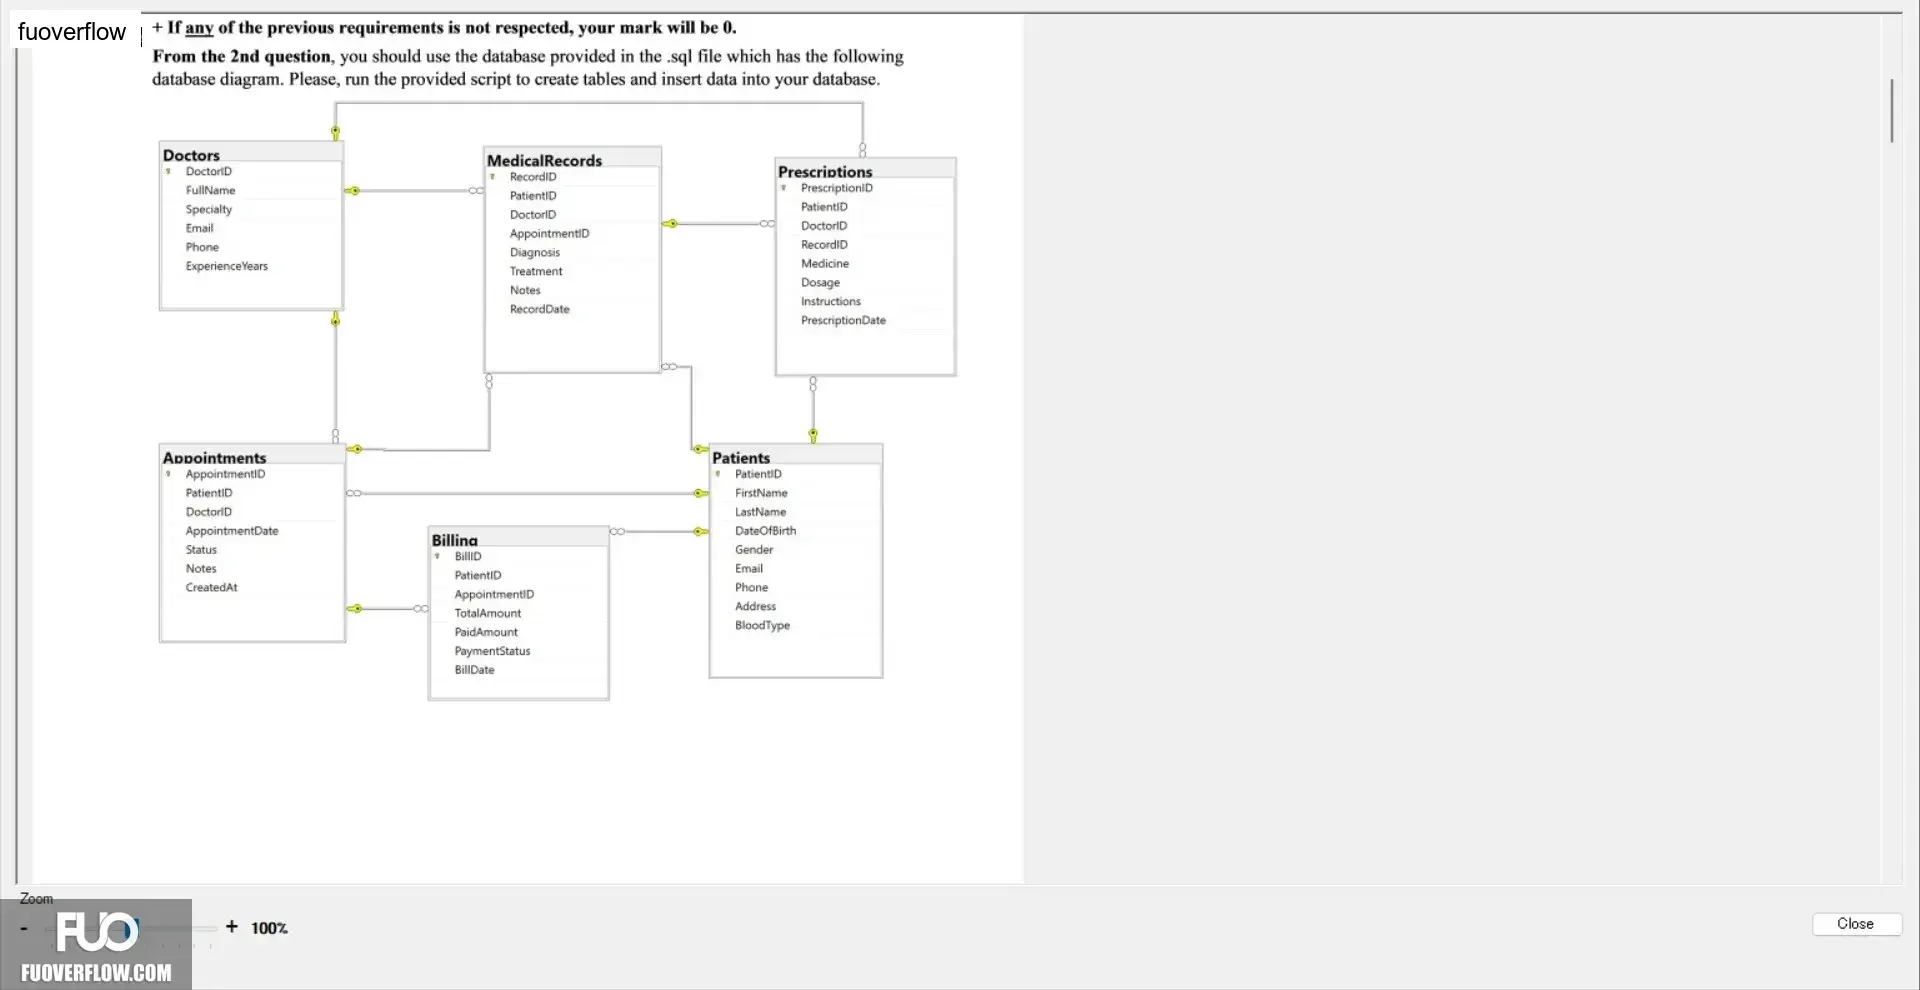 fuoverflow
+ If any of the previous requirements is not respected, your mark will be 0.
From the 2nd question, you should use the database provided in the .sql file which has the following
database diagram. Please, run the provided script to create tables and insert data into your database.
Doctors
DoctorID
FullName
Specialty
Email
Phone
ExperienceYears
MedicalRecords
RecordID
PatientID
DoctorID
AppointmentID
Diagnosis
Treatment
Notes
RecordDate
Prescriptions
PrescriptionID
PatientID
DoctorID
RecordID
Medicine
Dosage
Instructions
PrescriptionDate
Appointments
AppointmentID
PatientID
DoctorID
AppointmentDate
Status
Notes
CreatedAt
Billing
BillID
PatientID
AppointmentID
TotalAmount
PaidAmount
PaymentStatus
BillDate
Patients
PatientID
FirstName
LastName
DateOfBirth
Gender
Email
Phone
Address
BloodType
Zoom
- + 100%
Close
FUO
FUOVERFLOW.COM